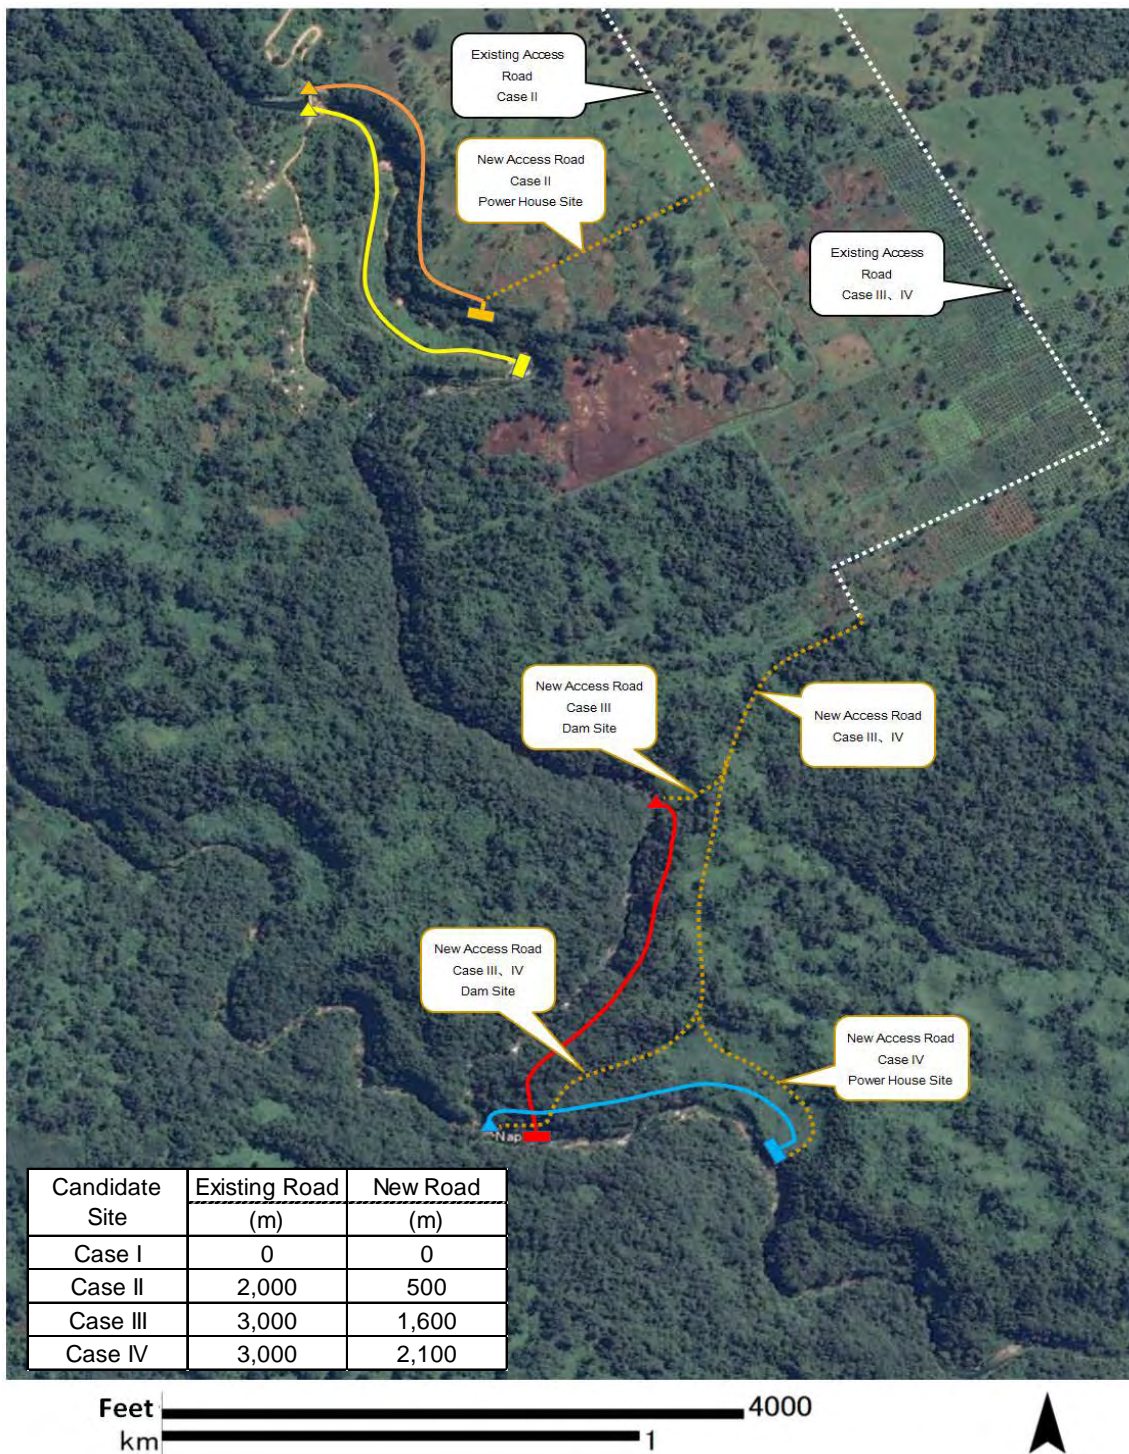 Existing Access
Road
Case II
New Access Road
Case II
Power House Site
Existing Access
Road
Case III、IV
New Access Road
Case III
Dam Site
New Access Road
Case III、IV
New Access Road
Case III、IV
Dam Site
New Access Road
Case IV
Power House Site
Nap
Candidate Site Existing Road (m) New Road (m)
Case I 0 0
Case II 2,000 500
Case III 3,000 1,600
Case IV 3,000 2,100
Feet 4000
km 1